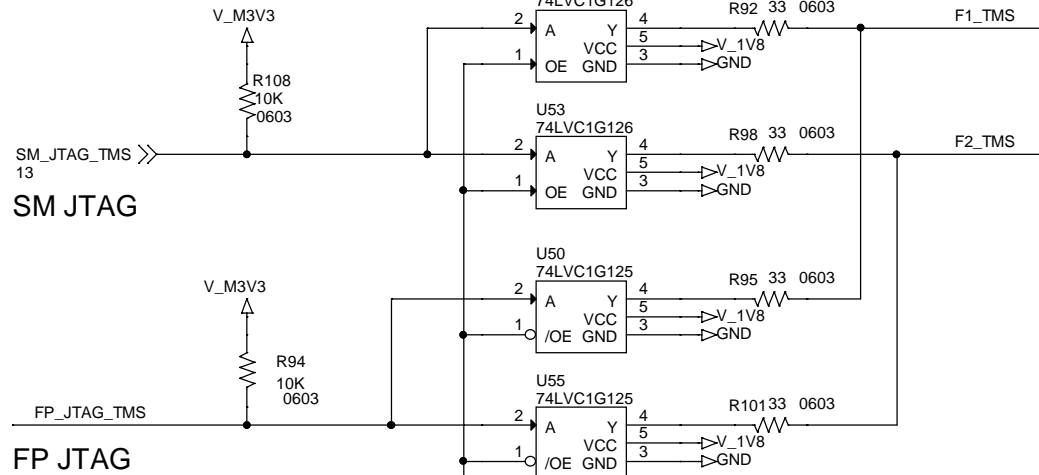 74LVC1G126
V_M3V3
R108
10K
0603
SM_JTAG_TMS
13
SM JTAG
2 A Y 4 R92 33 0603 F1_TMS
VCC 5 V_1V8
1 OE GND 3 GND
U53
74LVC1G126
2 A Y 4 R98 33 0603 F2_TMS
VCC 5 V_1V8
1 OE GND 3 GND
U50
74LVC1G125
2 A Y 4 R95 33 0603
VCC 5 V_1V8
1 /OE GND 3 GND
V_M3V3
R94
10K
0603
FP_JTAG_TMS
FP JTAG
U55
74LVC1G125
2 A Y 4 R101 33 0603
VCC 5 V_1V8
1 /OE GND 3 GND